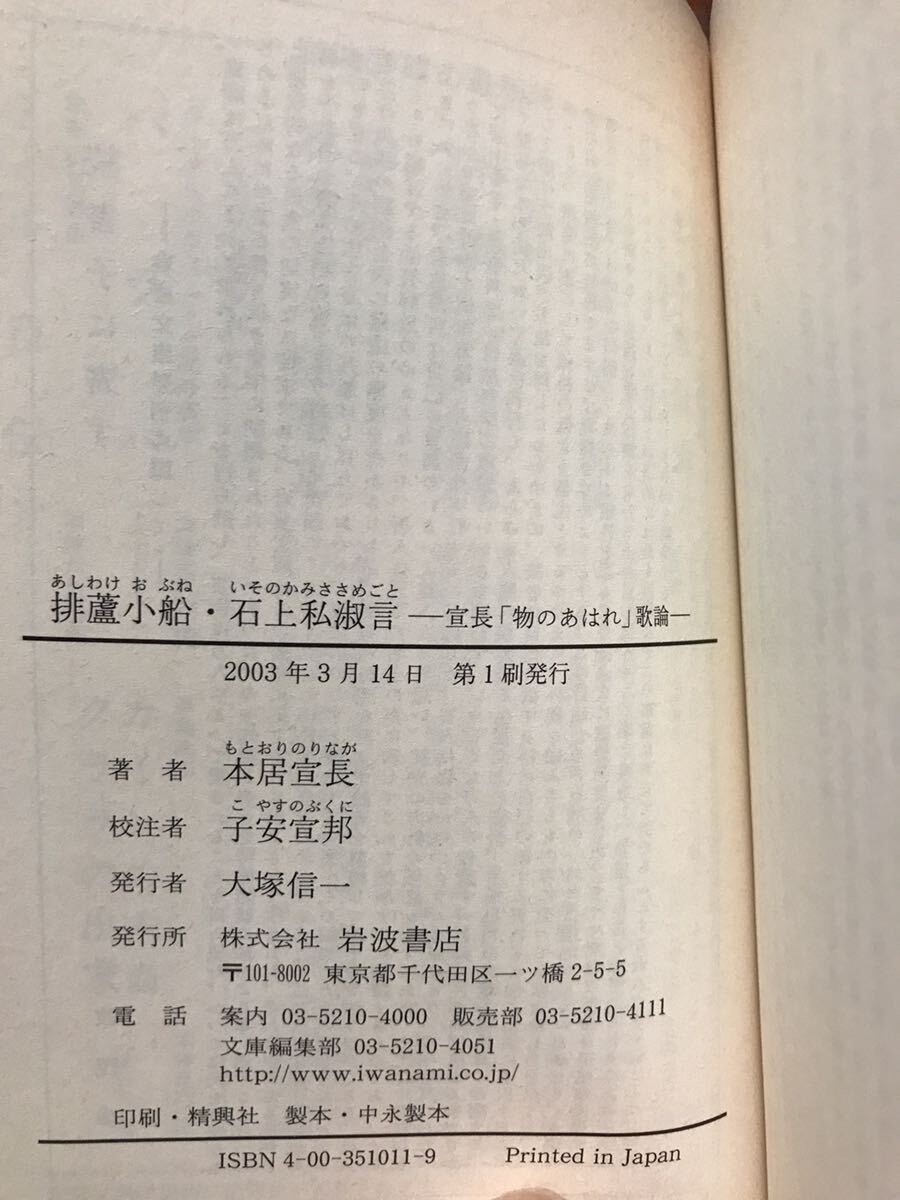 あしわけ お ぶね いそのかみささめごと
排蘆小船・石上私淑言 ―宣長「物のあはれ」歌論―
2003年3月14日 第1刷発行
もとおりのりなが
著 者 本居宣長
こ やすのぶくに
校注者 子安宣邦
発行者 大塚信一
発行所 株式会社 岩波書店
〒101-8002 東京都千代田区一ツ橋 2-5-5
電 話 案内 03-5210-4000 販売部 03-5210-4111
文庫編集部 03-5210-4051
http://www.iwanami.co.jp/
印刷・精興社 製本・中永製本
ISBN 4-00-351011-9 Printed in Japan